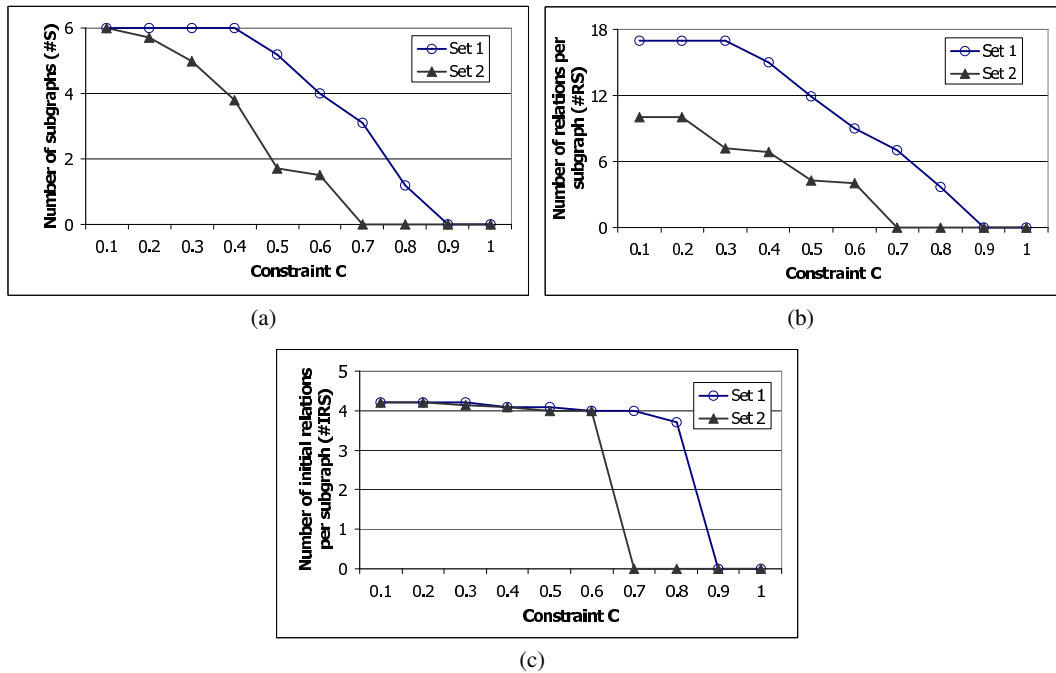 Number of subgraphs (#S)
6
4
2
0
0.1 0.2 0.3 0.4 0.5 0.6 0.7 0.8 0.9 1
Constraint C
Set 1
Set 2
(a)
Number of relations per
subgraph (#RS)
18
12
6
0
0.1 0.2 0.3 0.4 0.5 0.6 0.7 0.8 0.9 1
Constraint C
Set 1
Set 2
(b)
Number of initial relations
per subgraph (#IRS)
5
4
3
2
1
0
0.1 0.2 0.3 0.4 0.5 0.6 0.7 0.8 0.9 1
Constraint C
Set 1
Set 2
(c)